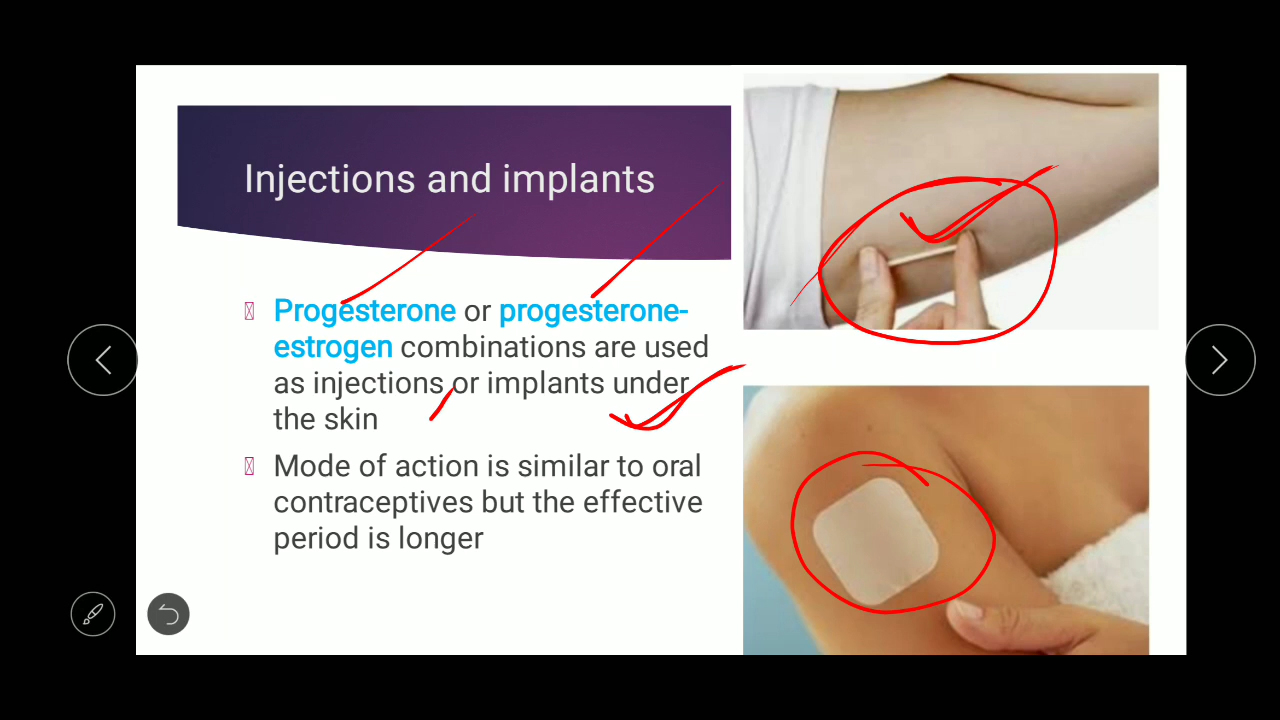 Injections and implants
Progesterone or progesterone-
estrogen combinations are used
as injections or implants under
the skin
Mode of action is similar to oral
contraceptives but the effective
period is longer